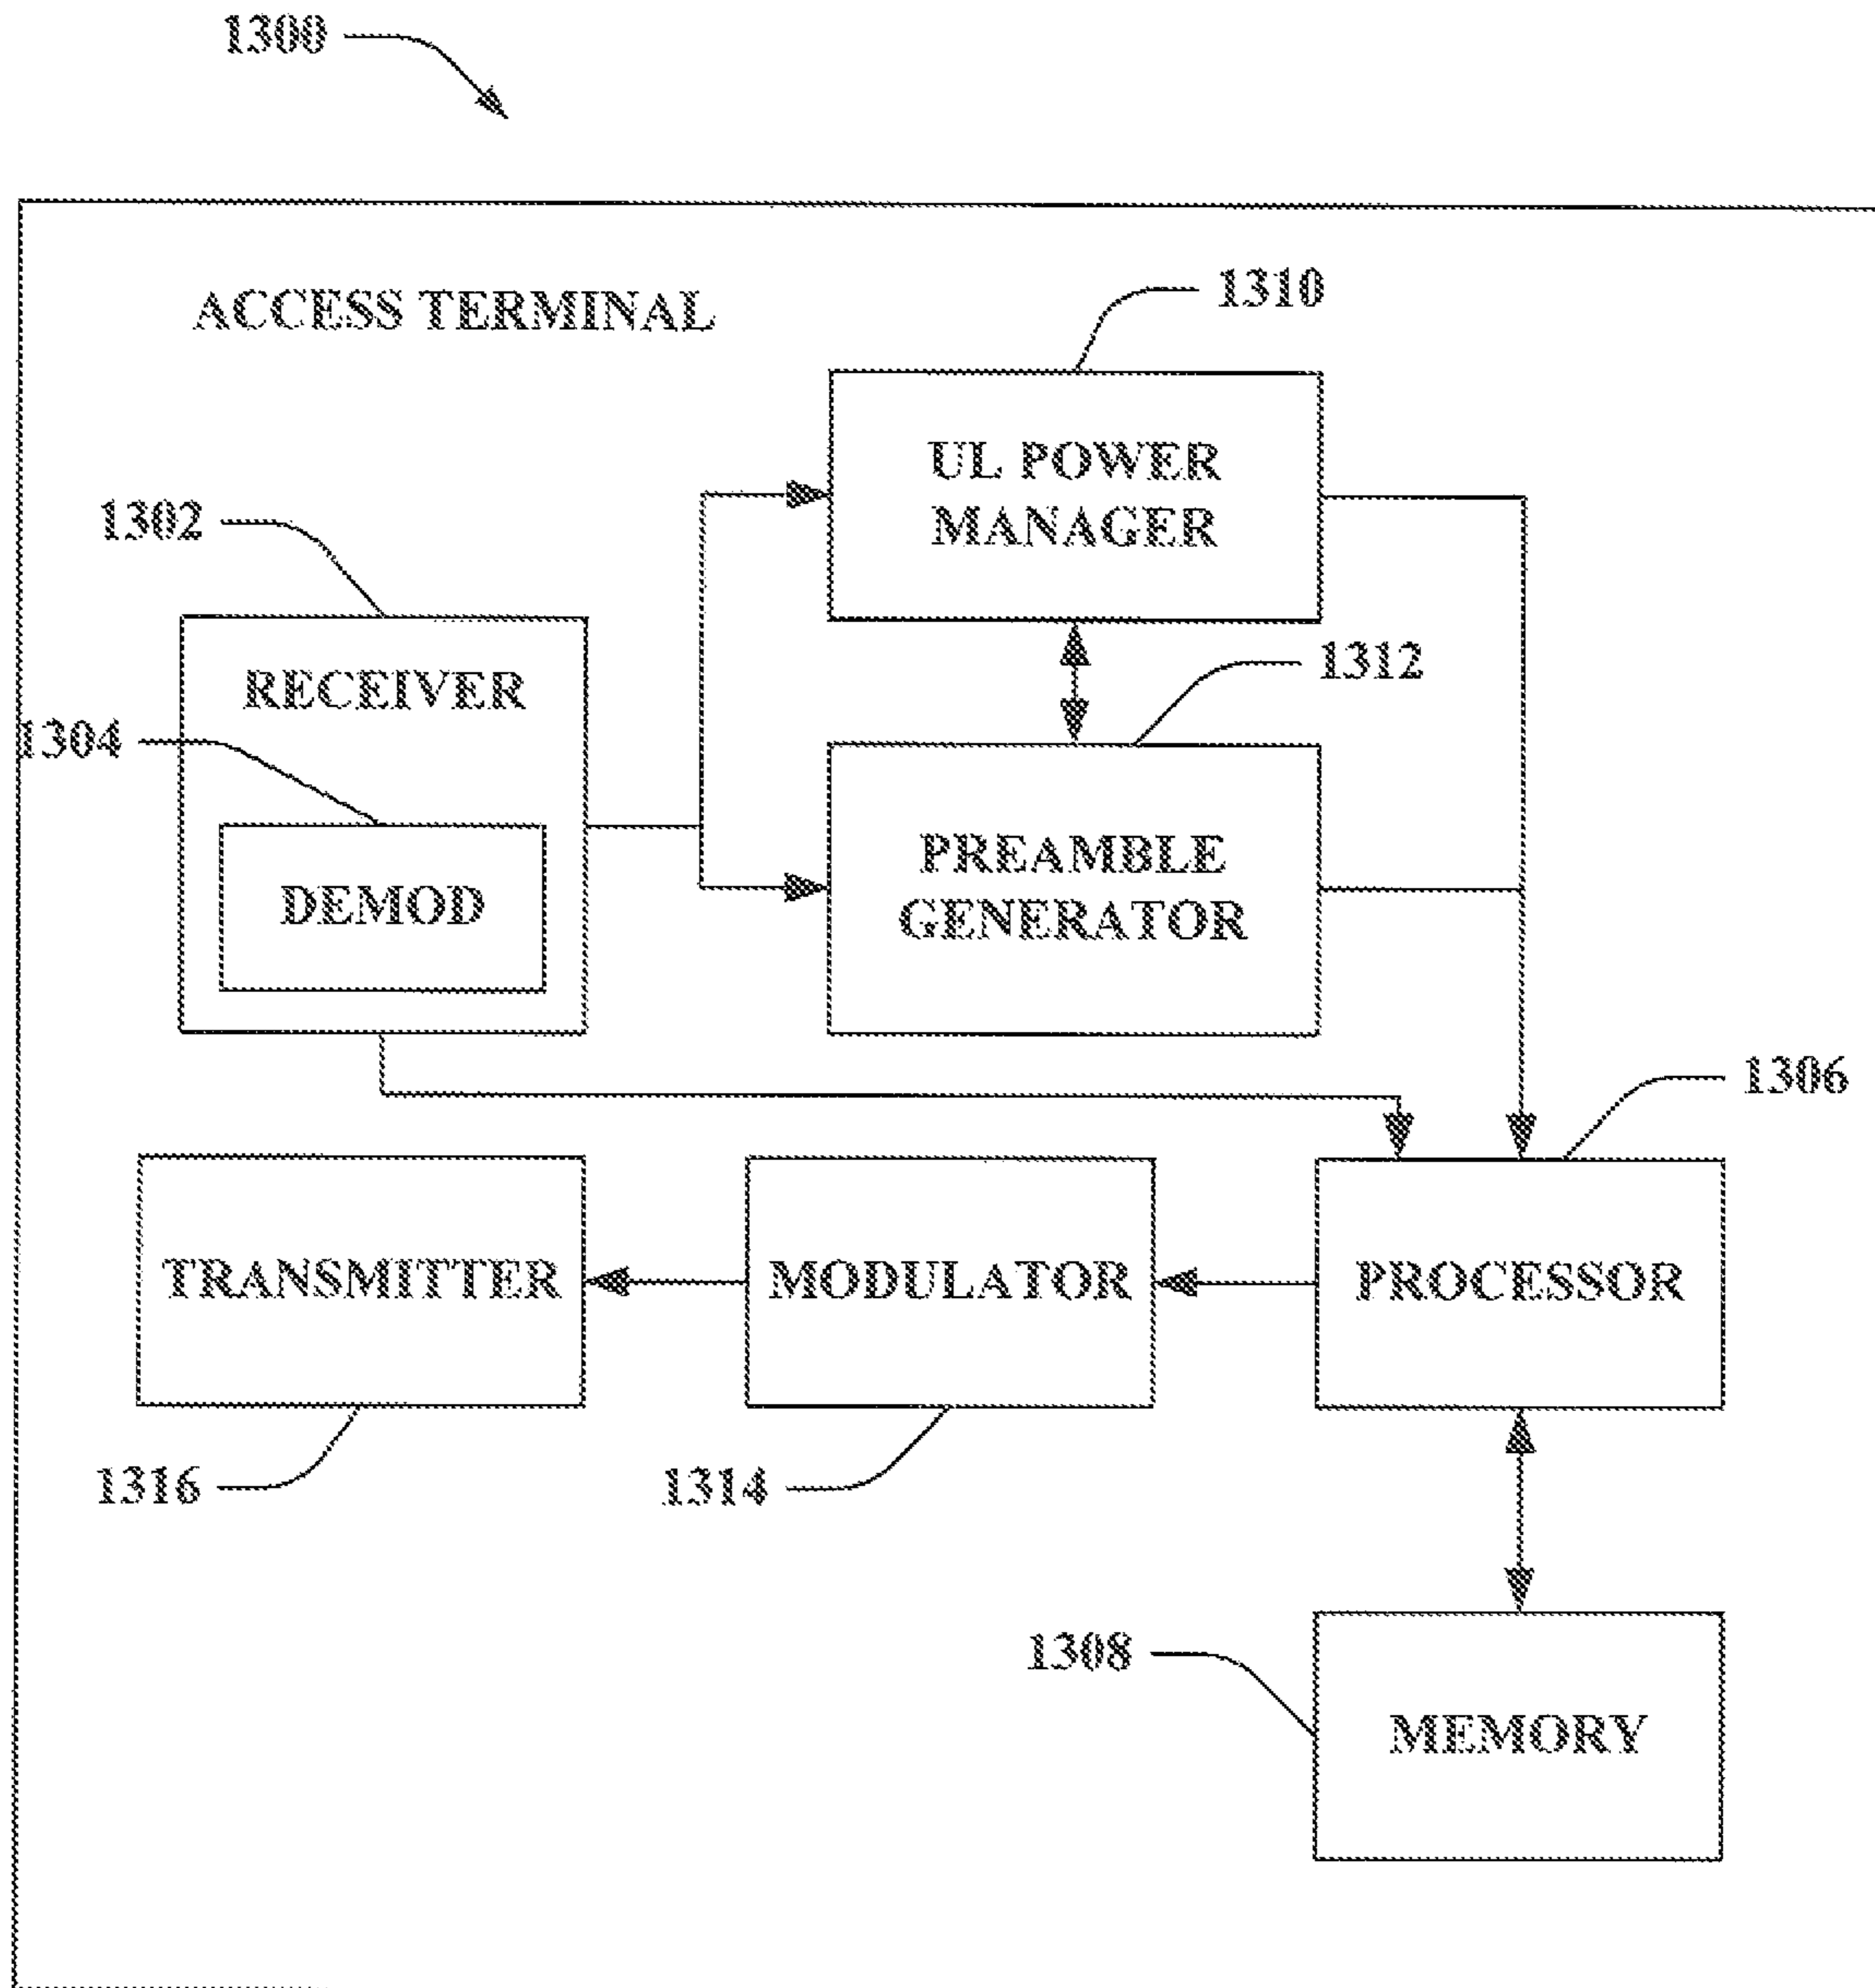 1300
ACCESS TERMINAL
1310
UL POWER
MANAGER
1302
RECEIVER
1312
1304
DEMOD
PREAMBLE
GENERATOR
1306
TRANSMITTER
MODULATOR
PROCESSOR
1316
1314
1308
MEMORY